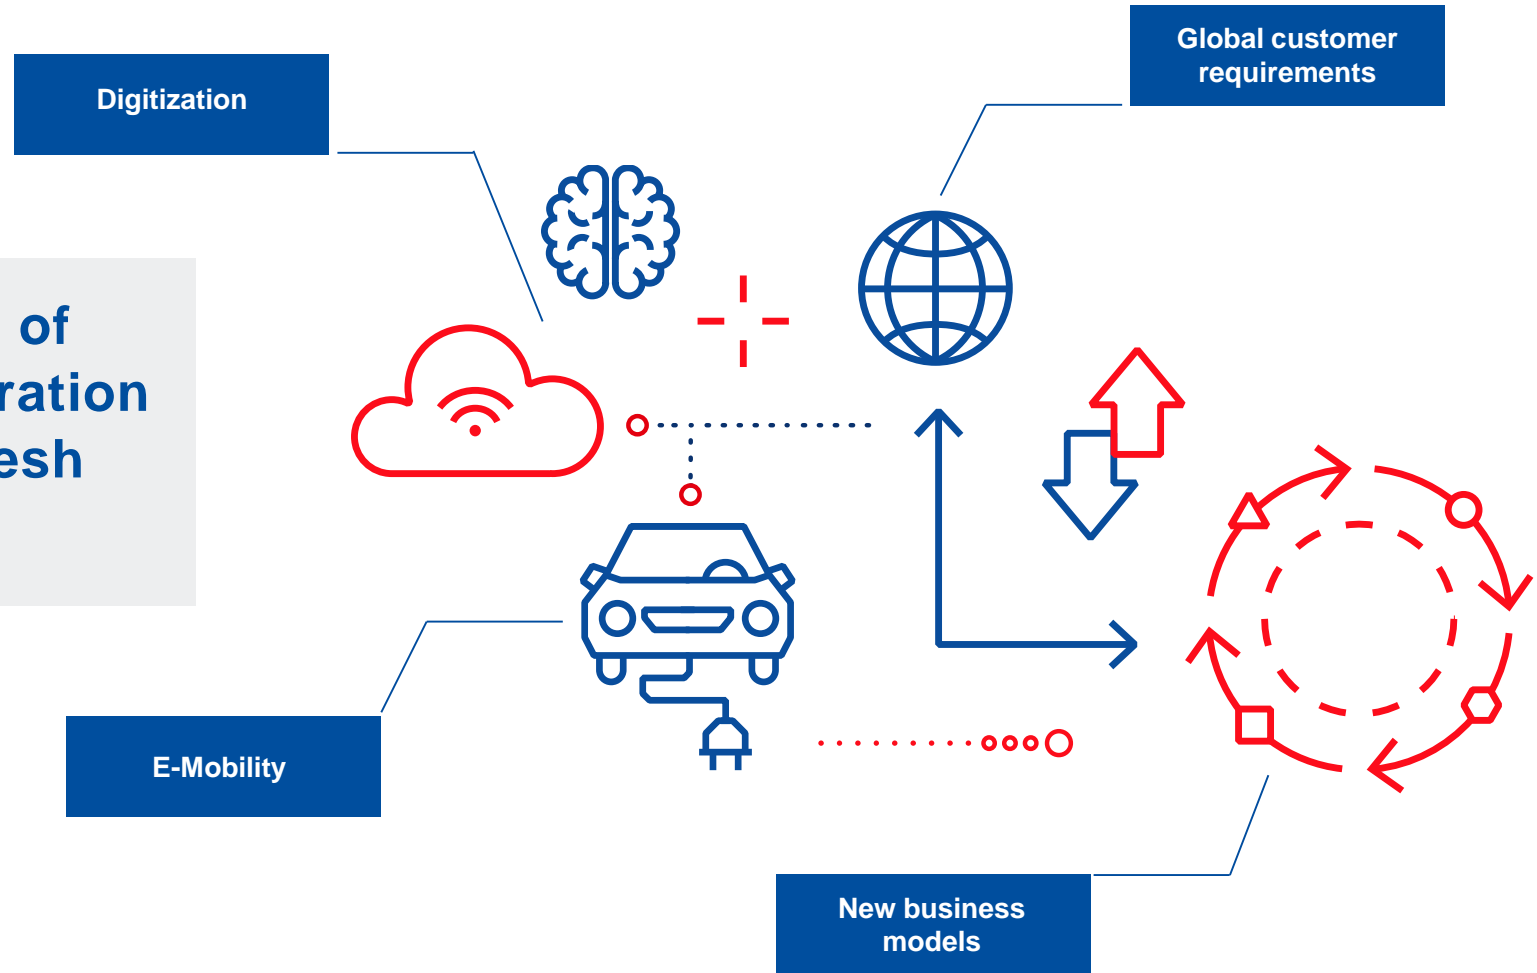 Global customer
requirements
Digitization
of
ration
esh
E-Mobility
New business
models